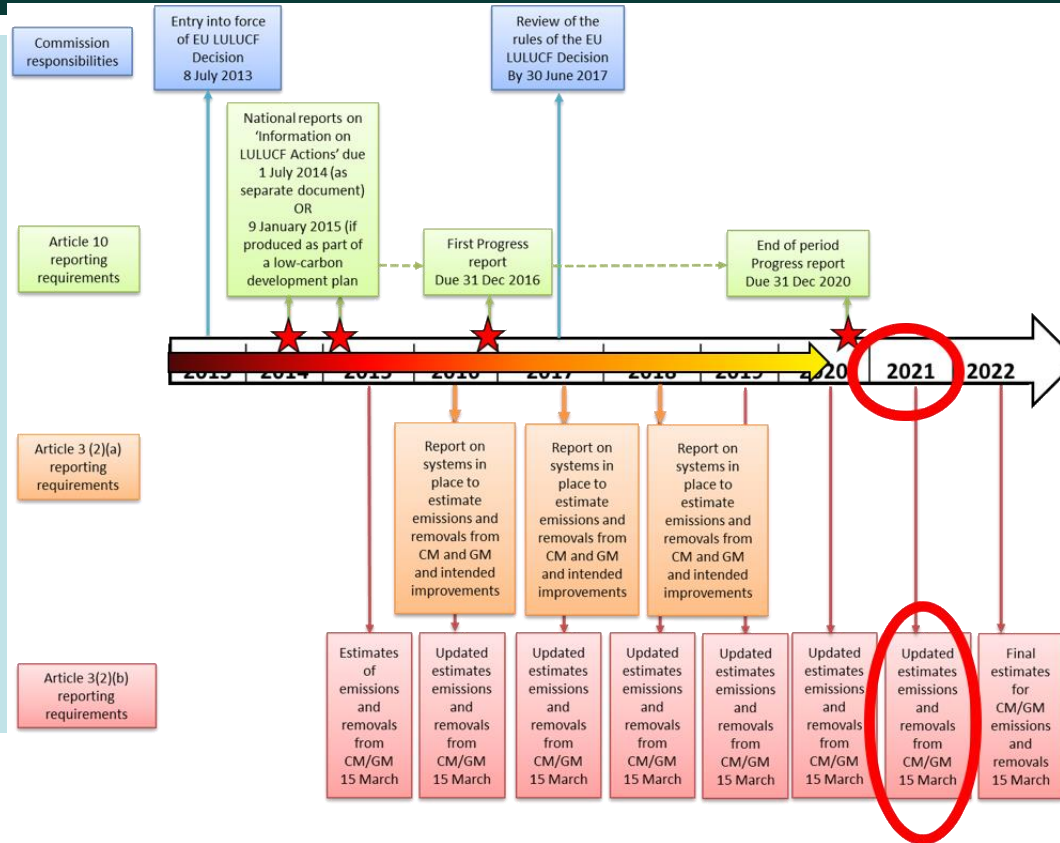 Commission
responsibilities
Entry into force
of EU LULUCF
Decision
8 July 2013
Review of the
rules of the EU
LULUCF Decision
By 30 June 2017
National reports on
‘Information on
LULUCF Actions’ due
1 July 2014 (as
separate document)
OR
9 January 2015 (if
produced as part of
a low-carbon
development plan
Article 10
reporting
requirements
First Progress
report
Due 31 Dec 2016
End of period
Progress report
Due 31 Dec 2020
2013 2014 2015 2016 2017 2018 2019 2020 2021 2022
Article 3 (2)(a)
reporting
requirements
Report on
systems in
place to
estimate
emissions and
removals from
CM and GM
and intended
improvements
Report on
systems in
place to
estimate
emissions and
removals from
CM and GM
and intended
improvements
Report on
systems in
place to
estimate
emissions and
removals from
CM and GM
and intended
improvements
Article 3(2)(b)
reporting
requirements
Estimates
of
emissions
and
removals
from
CM/GM
15 March
Updated
estimates
emissions
and
removals
from
CM/GM
15 March
Updated
estimates
emissions
and
removals
from
CM/GM
15 March
Updated
estimates
emissions
and
removals
from
CM/GM
15 March
Updated
estimates
emissions
and
removals
from
CM/GM
15 March
Updated
estimates
emissions
and
removals
from
CM/GM
15 March
Updated
estimates
emissions
and
removals
from
CM/GM
15 March
Final
estimates
for
CM/GM
emissions
and
removals
15 March